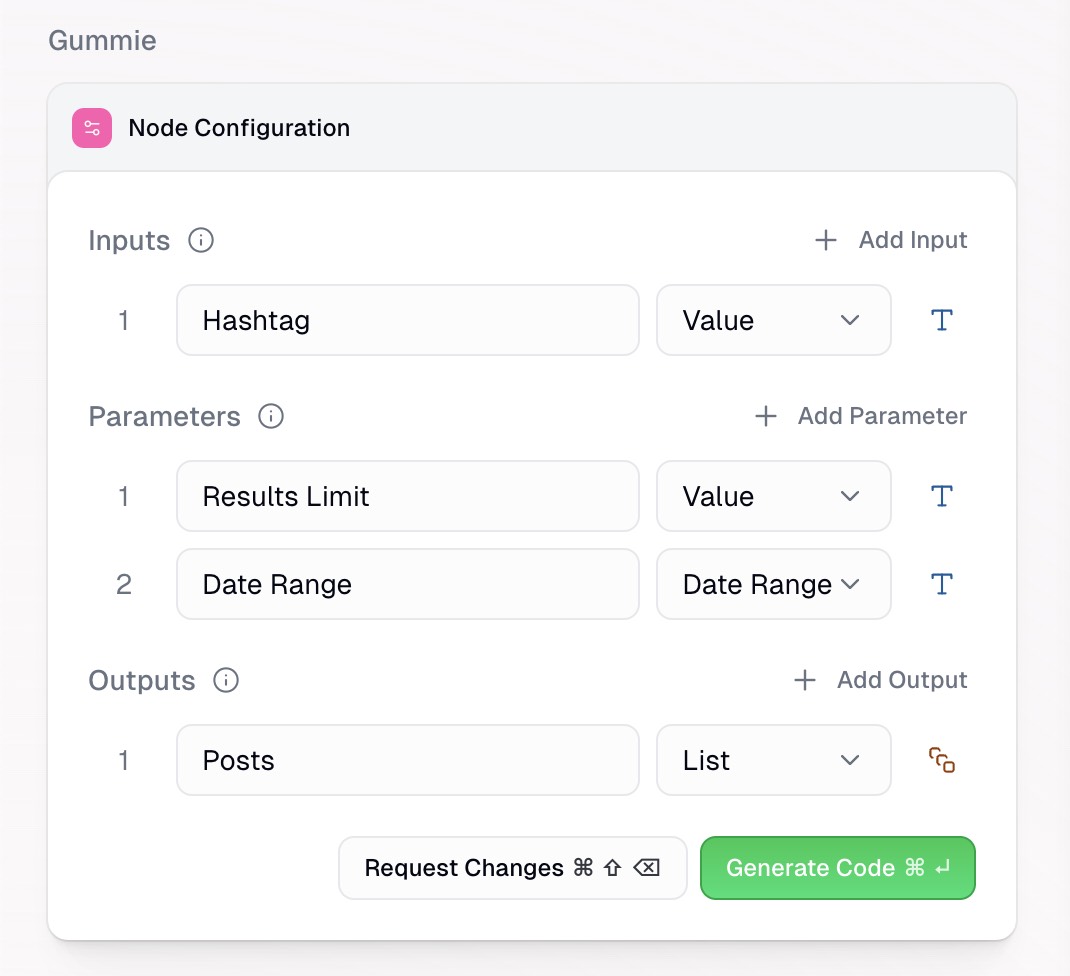 Gummie
Node Configuration
Inputs
Add Input
1 Hashtag Value
Parameters
Add Parameter
1 Results Limit Value
2 Date Range Date Range
Outputs
Add Output
1 Posts List
Request Changes ⌘ ⇧ ⌫
Generate Code ⌘ ↵